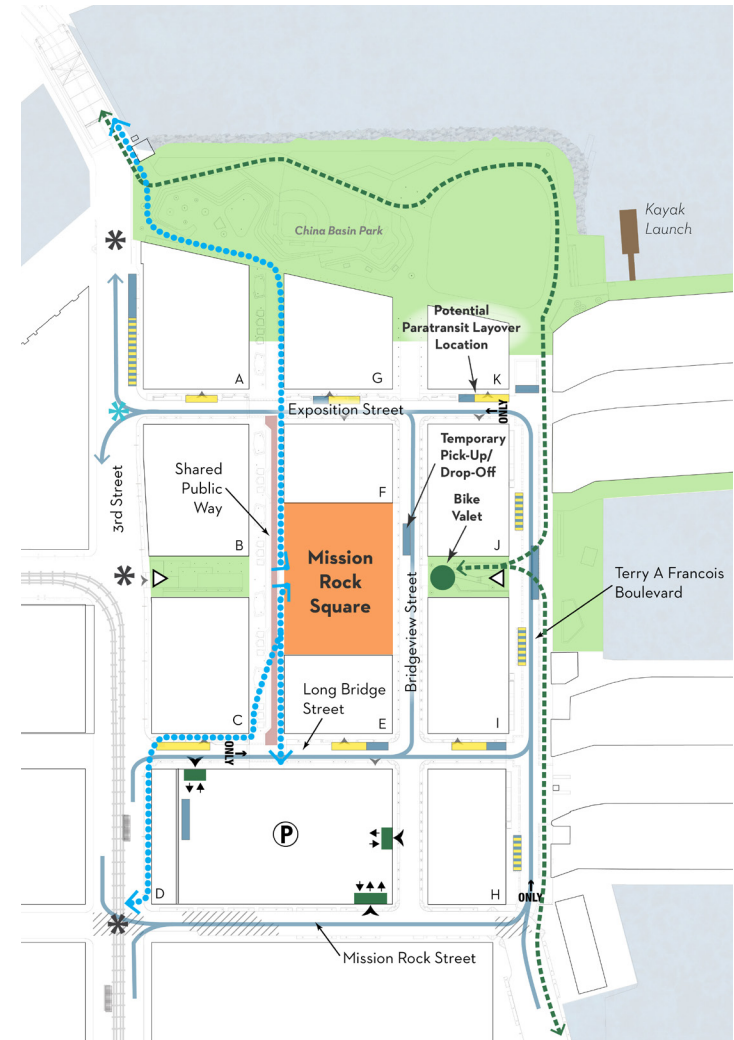 Kayak
Launch
China Basin Park
Potential
Paratransit Layover
Location
A
G
K
Exposition Street
ONLY
Temporary
Pick-Up/
Drop-Off
Bike
Valet
Shared
Public
Way
3rd Street
F
B
J
Mission
Rock
Square
Bridgeview Street
Terry A Francois
Boulevard
Long Bridge
Street
C
E
I
ONLY
P
D
H
ONLY
Mission Rock Street